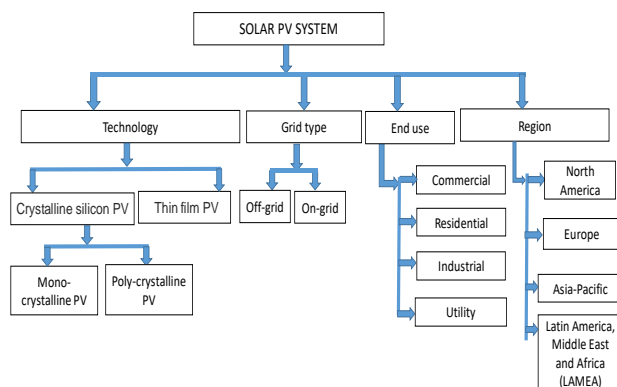 SOLAR PV SYSTEM
Technology
Grid type
End use
Region
Crystalline silicon PV
Thin film PV
Mono-
crystalline PV
Poly-crystalline
PV
Off-grid
On-grid
Commercial
Residential
Industrial
Utility
North
America
Europe
Asia-Pacific
Latin America,
Middle East
and Africa
(LAMEA)